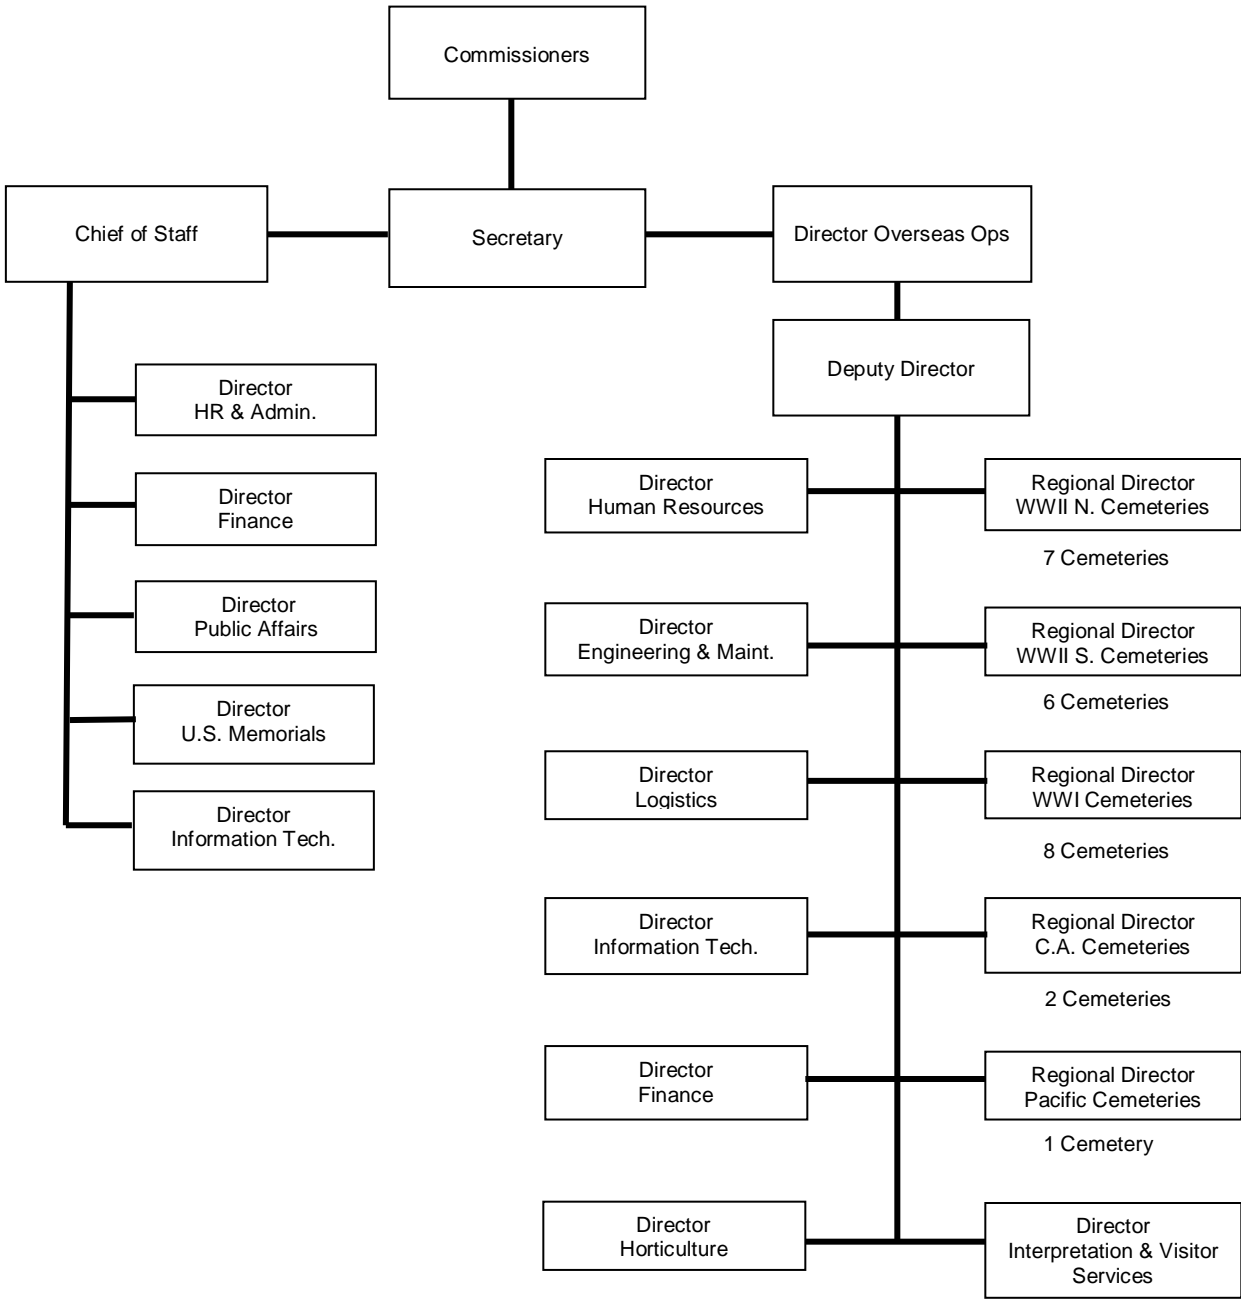 Commissioners
Chief of Staff
Secretary
Director Overseas Ops
Deputy Director
Director
HR & Admin.
Director
Finance
Director
Public Affairs
Director
U.S. Memorials
Director
Information Tech.
Director
Human Resources
Regional Director
WWII N. Cemeteries
7 Cemeteries
Director
Engineering & Maint.
Regional Director
WWII S. Cemeteries
6 Cemeteries
Director
Logistics
Regional Director
WWI Cemeteries
8 Cemeteries
Director
Information Tech.
Regional Director
C.A. Cemeteries
2 Cemeteries
Director
Finance
Regional Director
Pacific Cemeteries
1 Cemetery
Director
Horticulture
Director
Interpretation & Visitor
Services